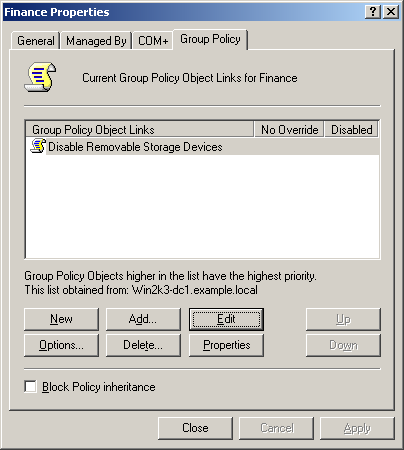 Finance Properties
General Managed By COM+ Group Policy
Current Group Policy Object Links for Finance
Group Policy Object Links No Override Disabled
Disable Removable Storage Devices
Group Policy Objects higher in the list have the highest priority.
This list obtained from: Win2k3-dc1.example.local
New Add... Edit Up
Options... Delete... Properties Down
Block Policy inheritance
Close Cancel Apply